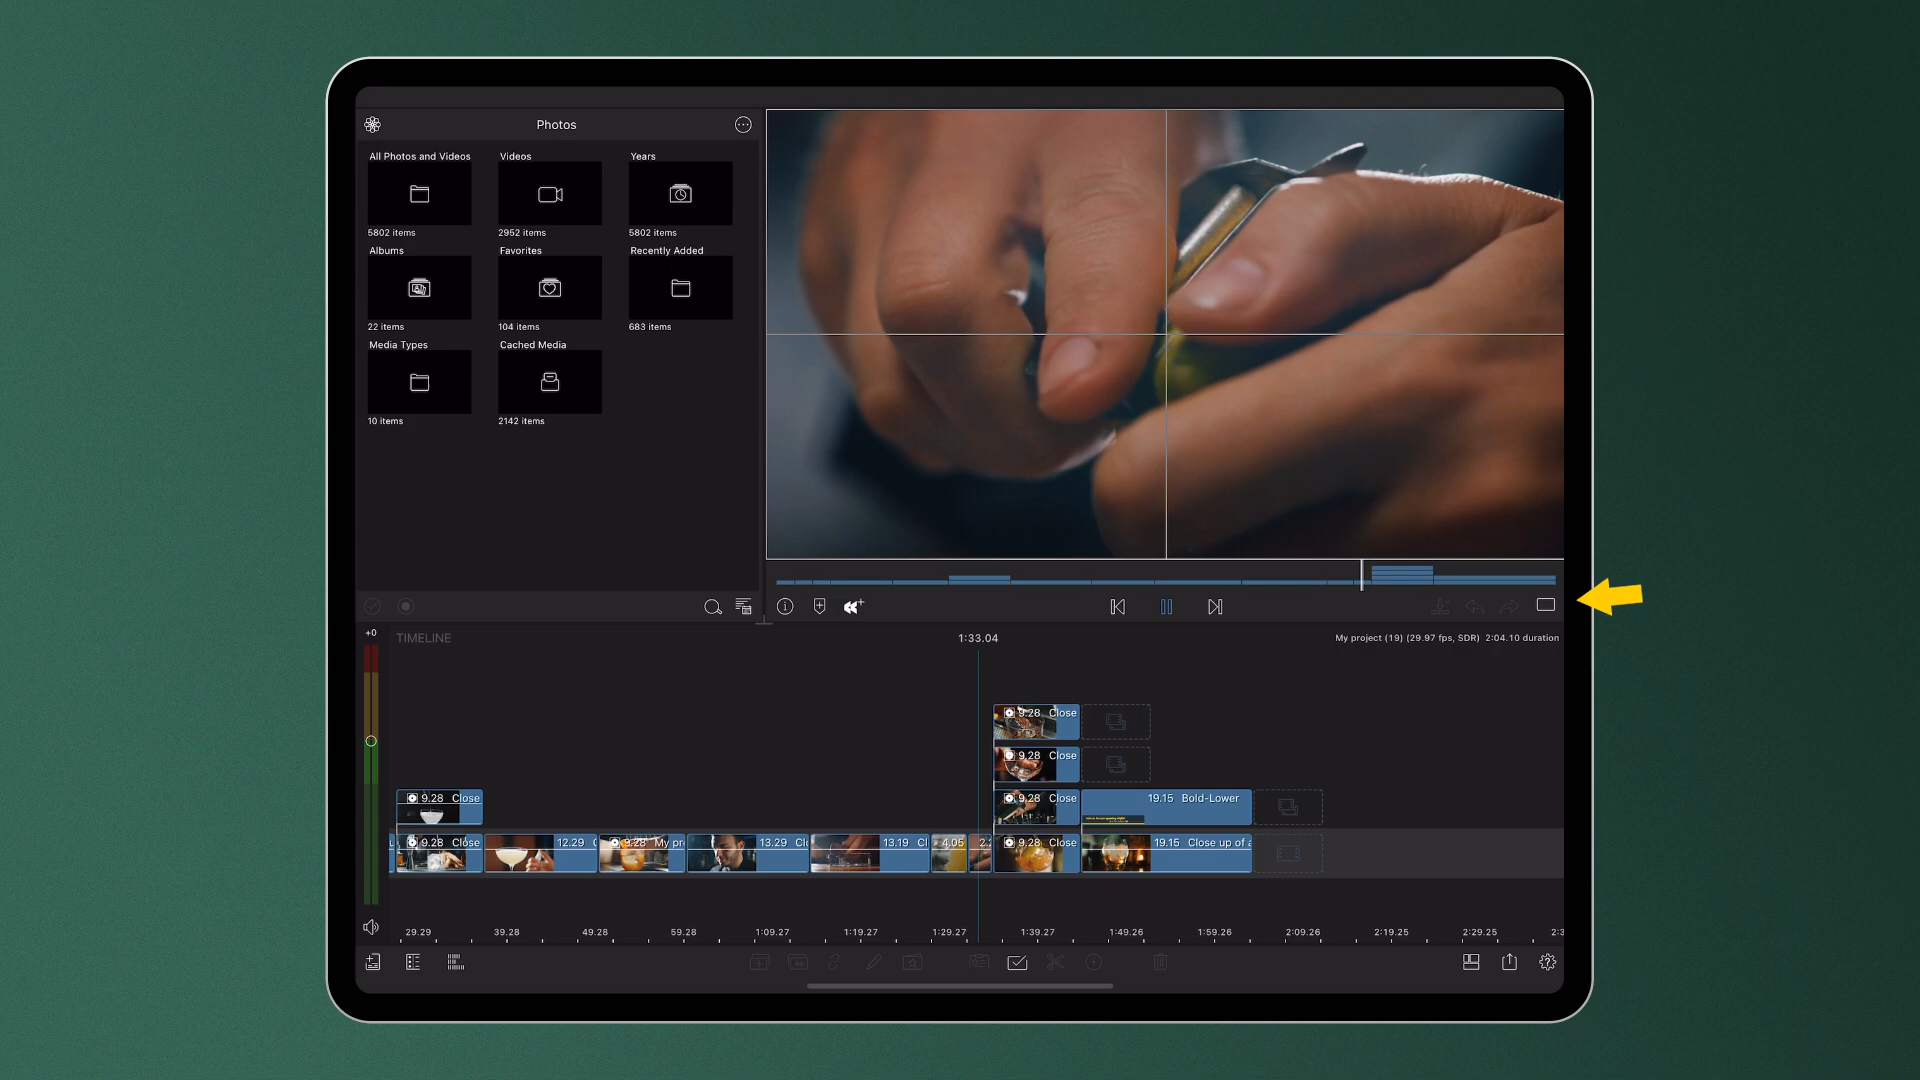 Photos
All Photos and Videos
Videos
Years
5802 items
2952 items
5802 items
Albums
Favorites
Recently Added
22 items
104 items
683 items
Media Types
Cached Media
10 items
2142 items
+0
TIMELINE
1:33.04
My project (19) (29.97 fps, SDR) 2:04.10 duration
9.28 Close
9.28 Close
9.28 Close
9.28 Close
19.15 Bold-Lower
9.28 Close
12.29
9.28 My pr
13.29 Cl
13.19 Cl
4.05
2.
9.28 Close
19.15 Close up of a
29.29
39.28
49.28
59.28
1:09.27
1:19.27
1:29.27
1:39.27
1:49.26
1:59.26
2:09.26
2:19.25
2:29.25
2:3